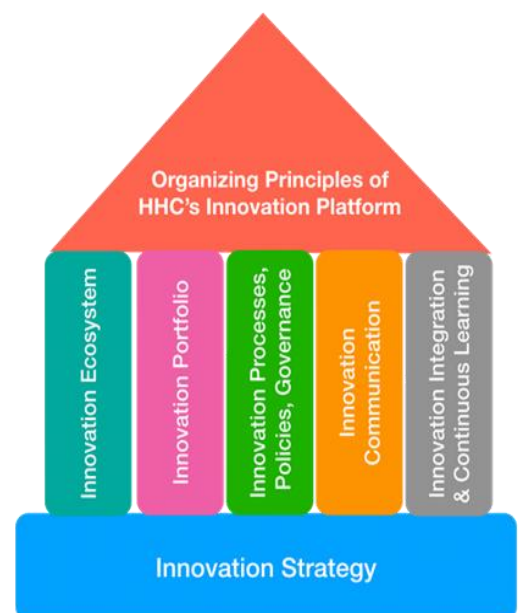 Organizing Principles of
HHC's Innovation Platform
Innovation Ecosystem
Innovation Portfolio
Innovation Processes,
Policies, Governance
Innovation
Communication
Innovation Integration
& Continuous Learning
Innovation Strategy